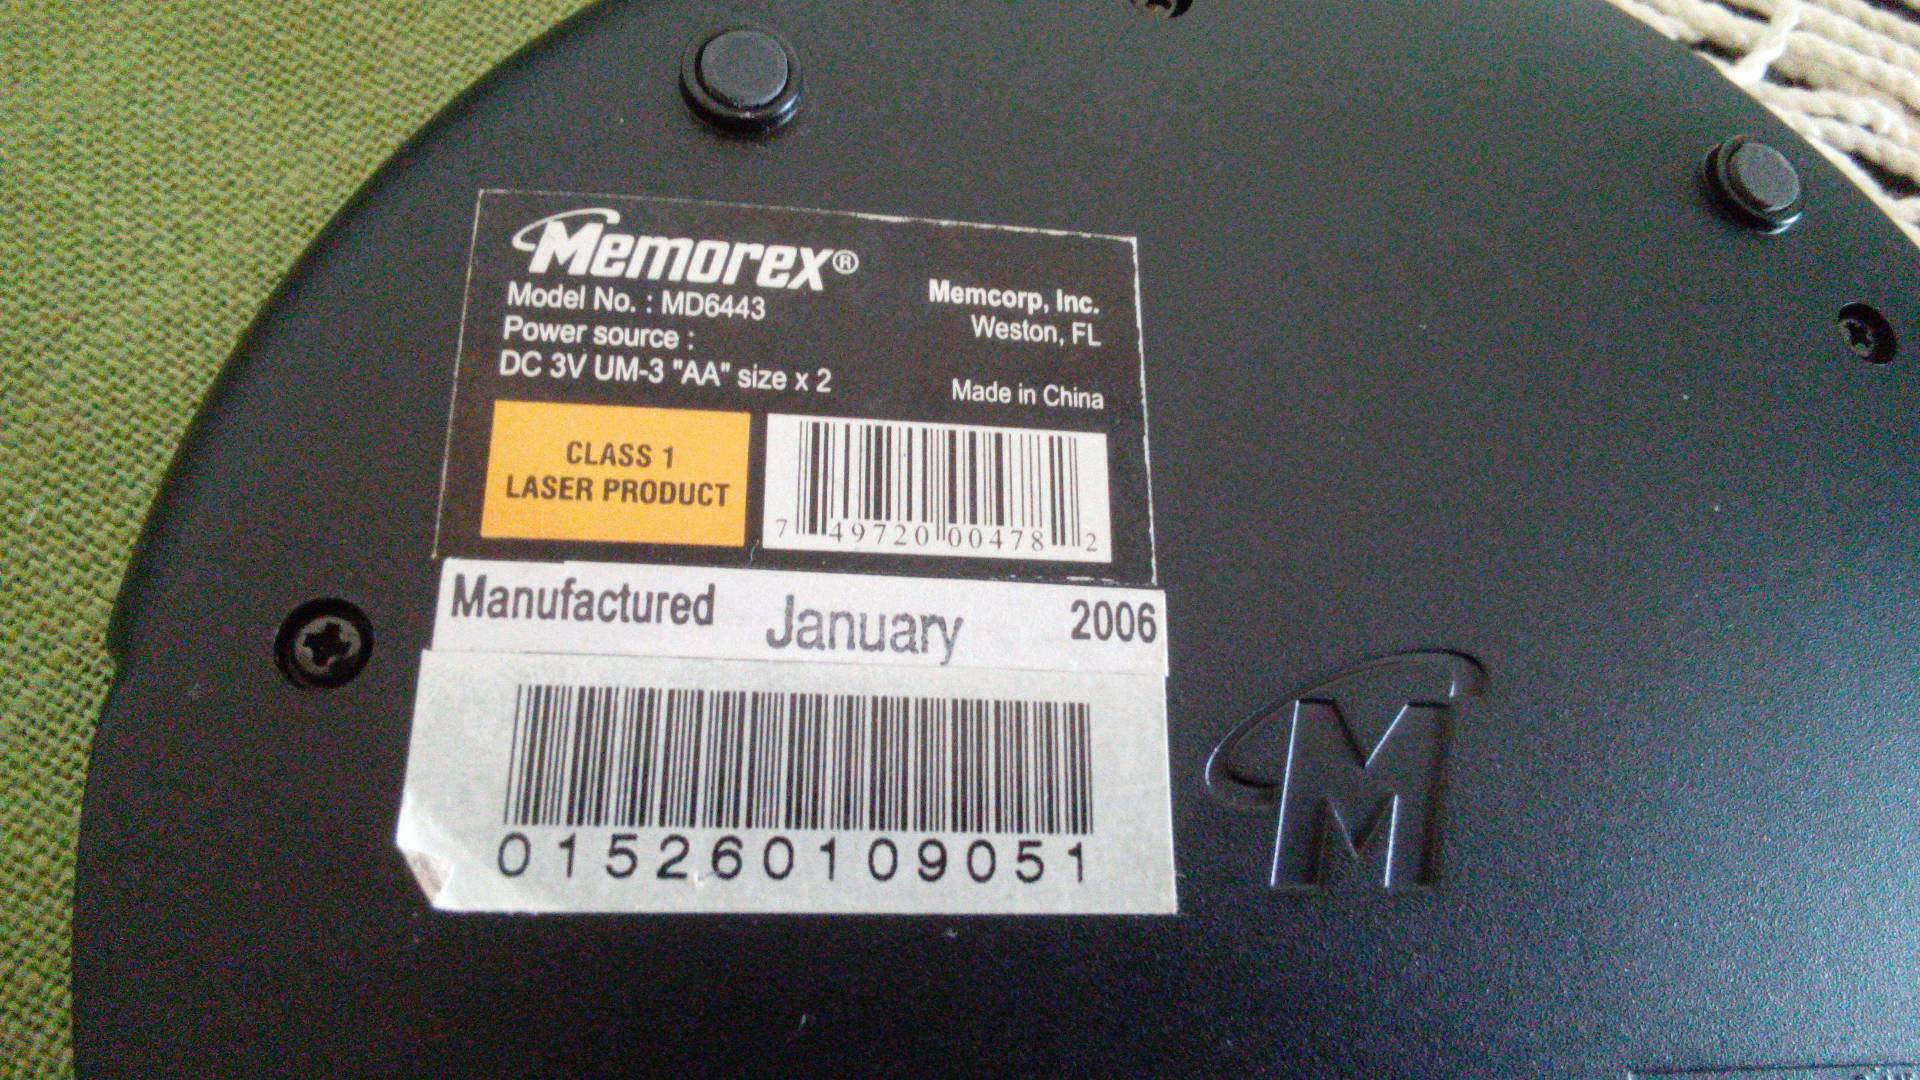 Memorex®
Model No. : MD6443
Power source :
DC 3V UM-3 "AA" size x 2
Memcorp, Inc.
Weston, FL
Made in China
CLASS 1
LASER PRODUCT
7 49720 00478 2
Manufactured January 2006
015260109051
M